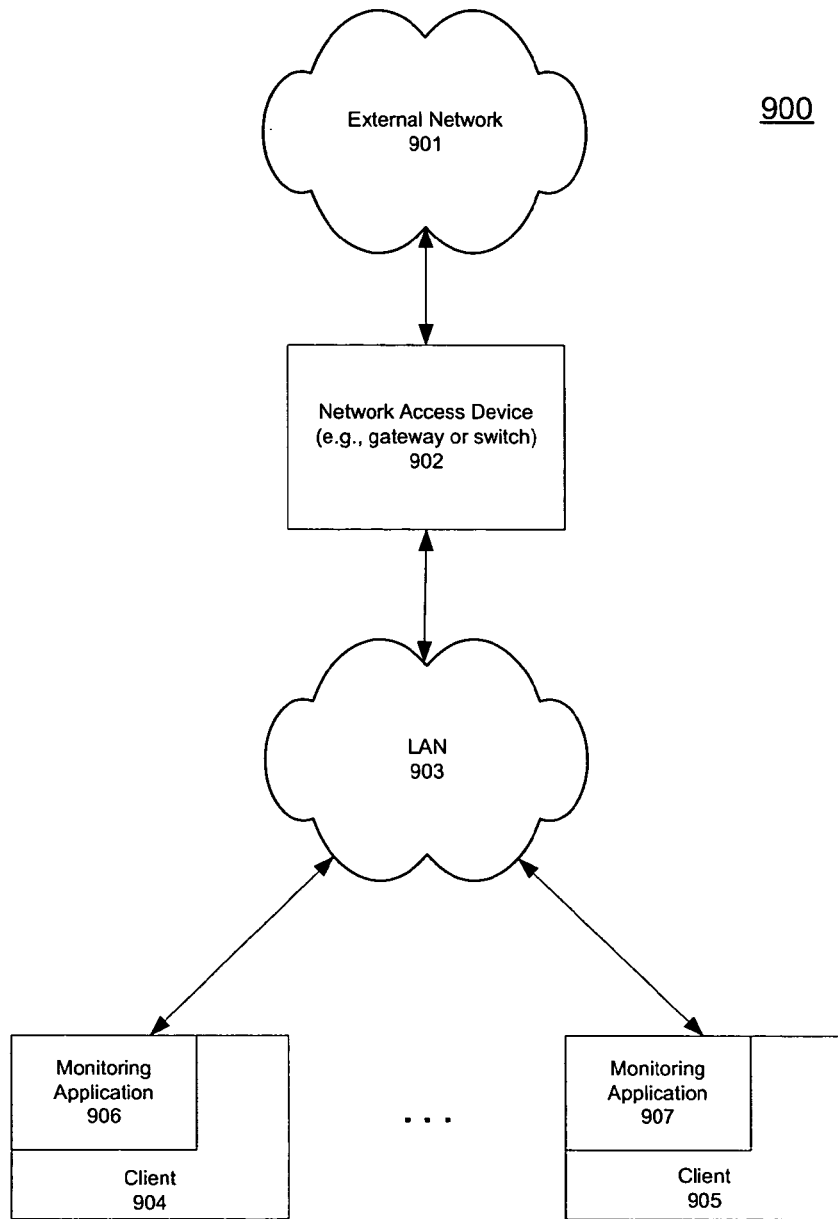 External Network
901
900
Network Access Device
(e.g., gateway or switch)
902
LAN
903
Monitoring
Application
906
Client
904
. . .
Monitoring
Application
907
Client
905